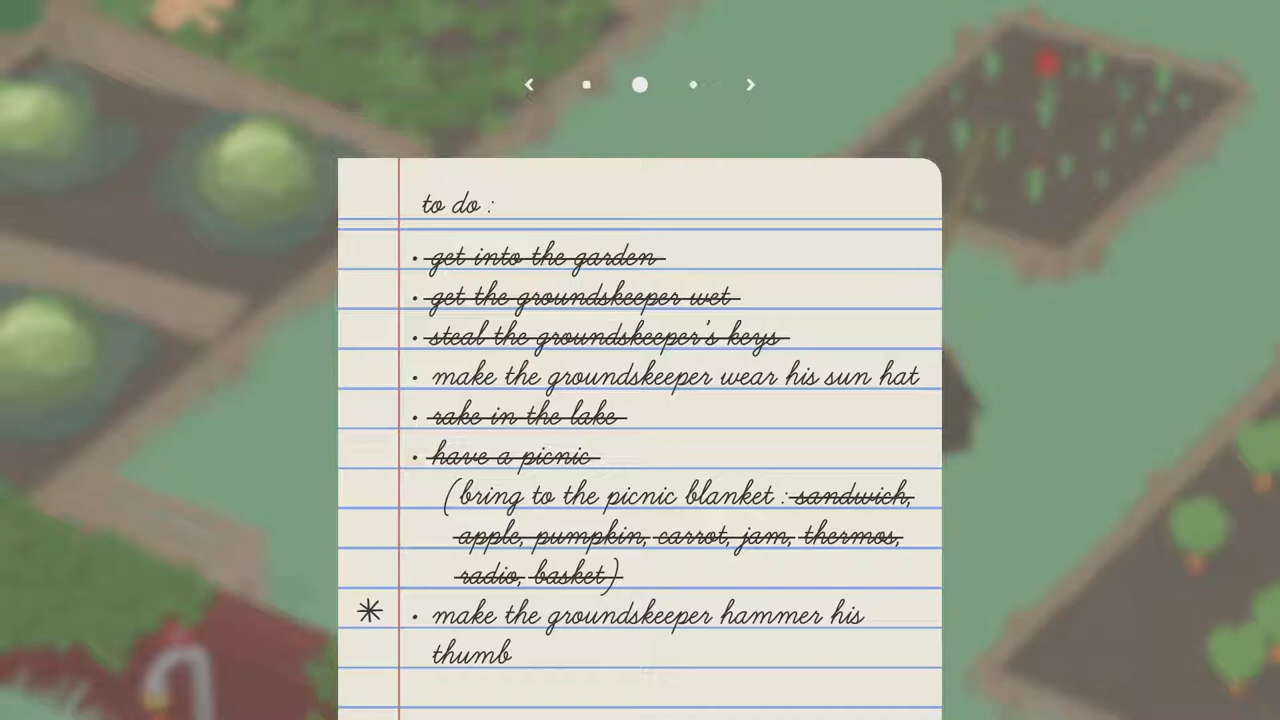 to do :
• get into the garden
• get the groundskeeper wet
• steal the groundskeeper's keys
• make the groundskeeper wear his sun hat
• rake in the lake
• have a picnic
(bring to the picnic blanket : sandwich,
apple, pumpkin, carrot, jam, thermos,
radio, basket)
• make the groundskeeper hammer his
thumb